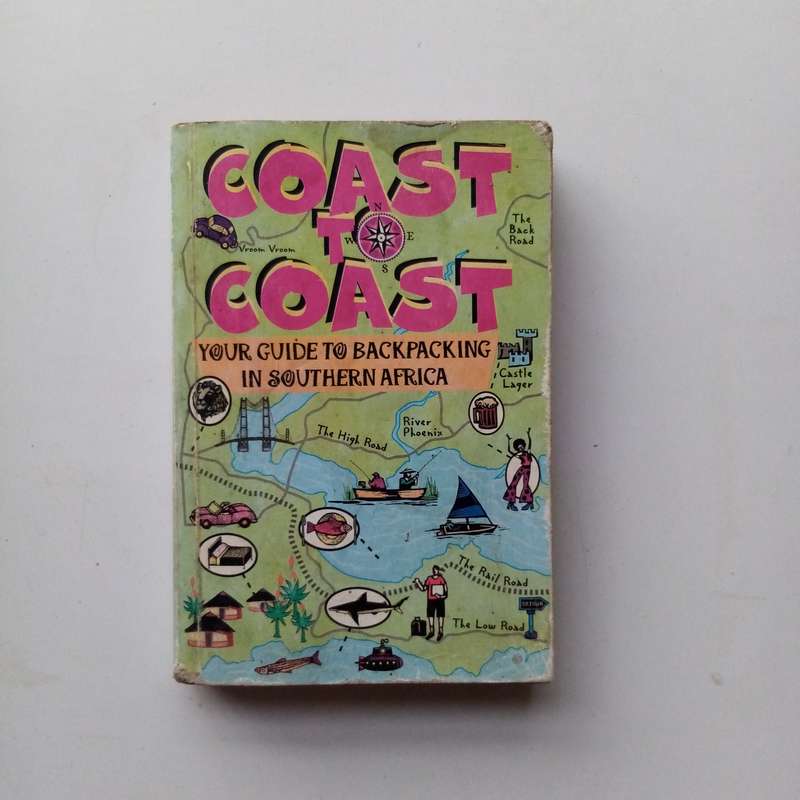 COAST
TO
COAST
N
W
E
S
The
Back
Road
Vroom Vroom
YOUR GUIDE TO BACKPACKING
IN SOUTHERN AFRICA
Castle
Lager
River
Phoenix
The High Road
The Rail Road
The Low Road